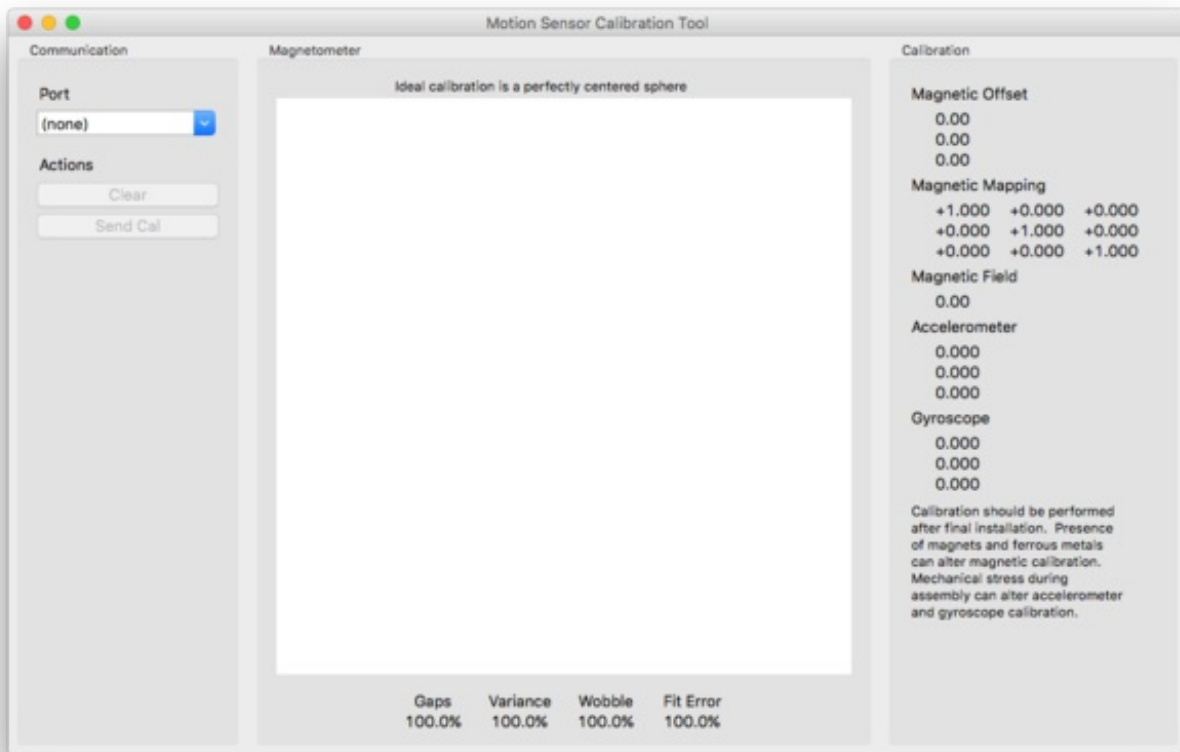 Motion Sensor Calibration Tool
Communication
Port
(none)
Actions
Clear
Send Cal
Magnetometer
Ideal calibration is a perfectly centered sphere
Gaps Variance Wobble Fit Error
100.0% 100.0% 100.0% 100.0%
Calibration
Magnetic Offset
0.00
0.00
0.00
Magnetic Mapping
+1.000 +0.000 +0.000
+0.000 +1.000 +0.000
+0.000 +0.000 +1.000
Magnetic Field
0.00
Accelerometer
0.000
0.000
0.000
Gyroscope
0.000
0.000
0.000
Calibration should be performed
after final installation. Presence
of magnets and ferrous metals
can alter magnetic calibration.
Mechanical stress during
assembly can alter accelerometer
and gyroscope calibration.